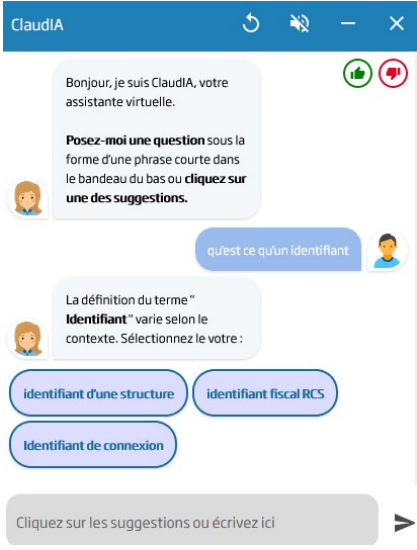 ClaudIA
Bonjour, je suis ClaudIA, votre
assistante virtuelle.
Posez-moi une question sous la
forme d'une phrase courte dans
le bandeau du bas ou cliquez sur
une des suggestions.
qu'est ce qu'un identifiant
La définition du terme "
Identifiant" varie selon le
contexte. Sélectionnez le votre :
identifiant d'une structure
identifiant fiscal RCS
Identifiant de connexion
Cliquez sur les suggestions ou écrivez ici